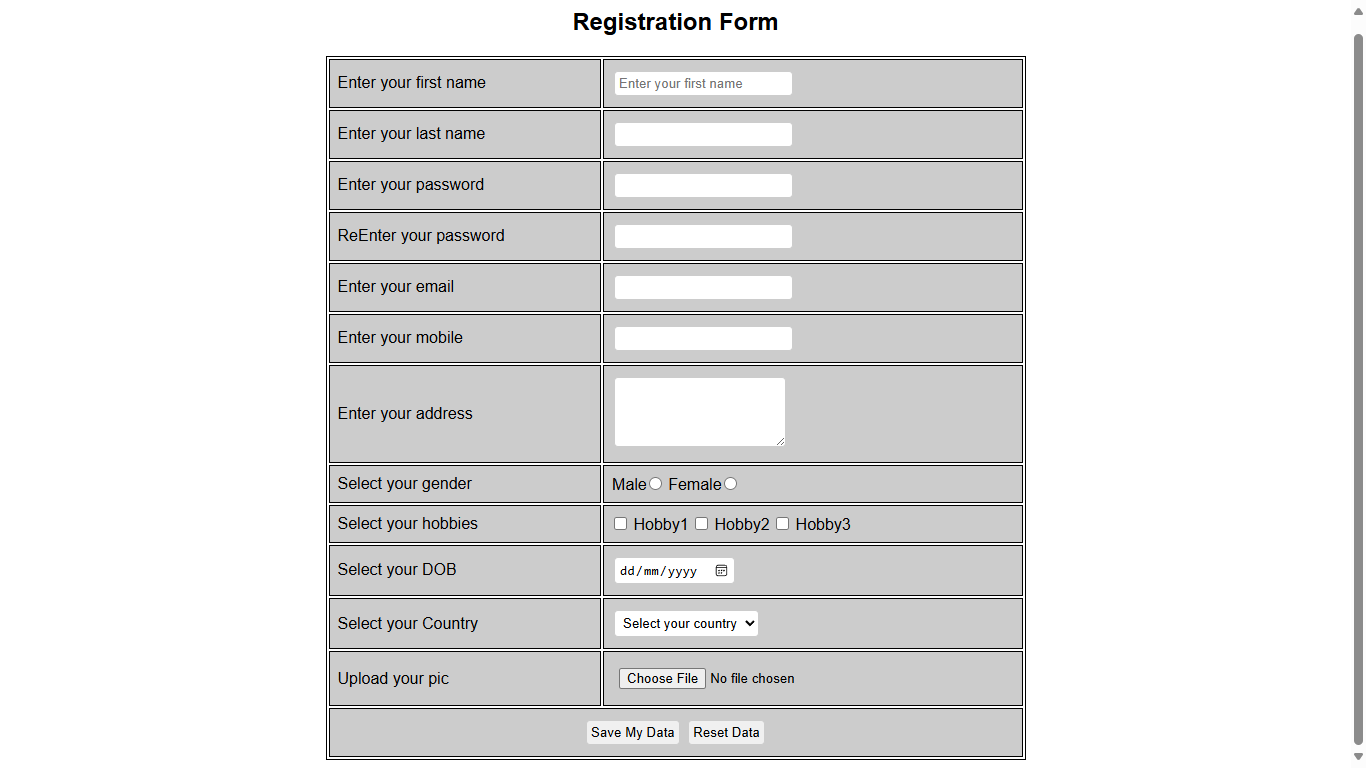 Registration Form
Enter your first name Enter your first name
Enter your last name
Enter your password
ReEnter your password
Enter your email
Enter your mobile
Enter your address
Select your gender Male Female
Select your hobbies Hobby1 Hobby2 Hobby3
Select your DOB dd/mm/yyyy
Select your Country Select your country
Upload your pic Choose File No file chosen
Save My Data Reset Data